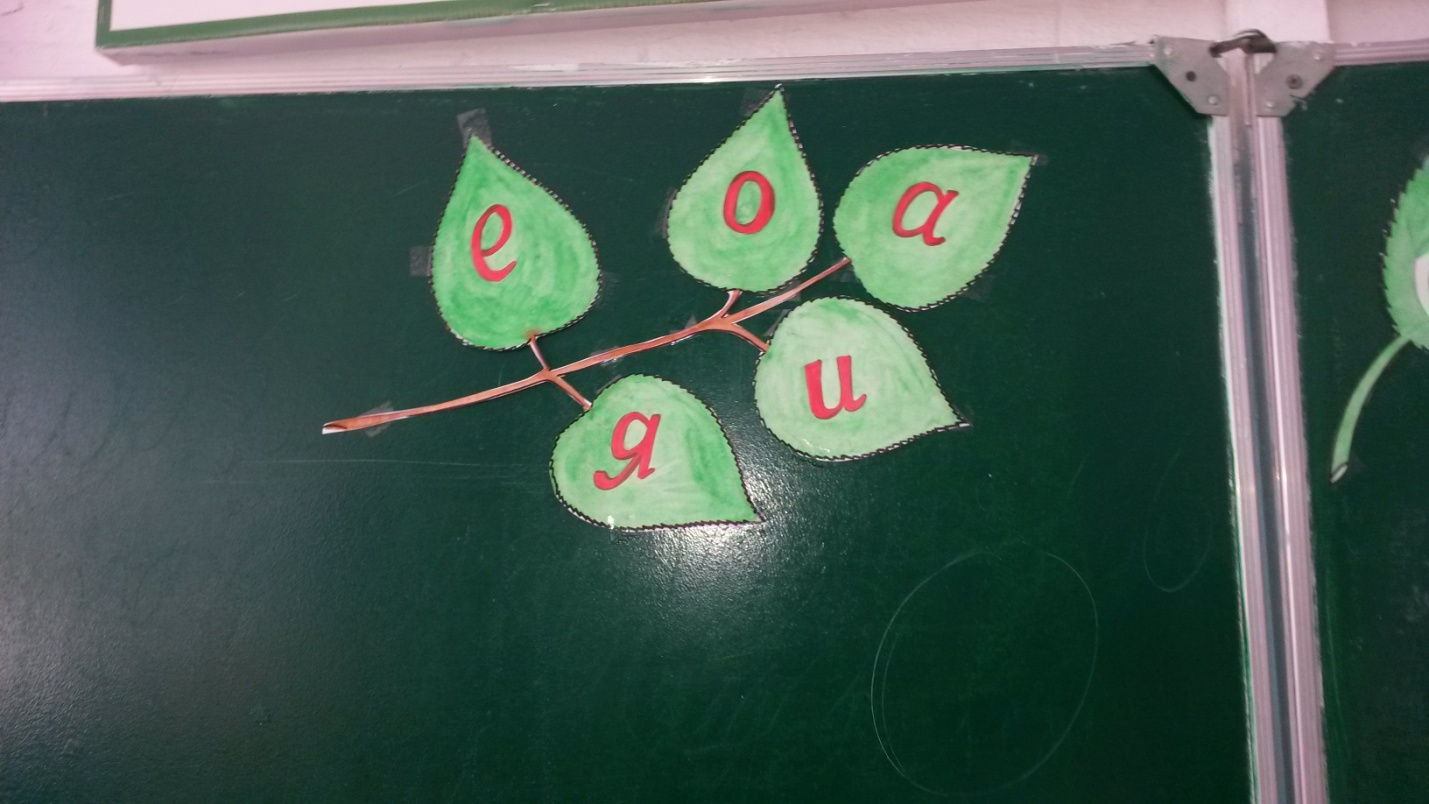 е о а
я и